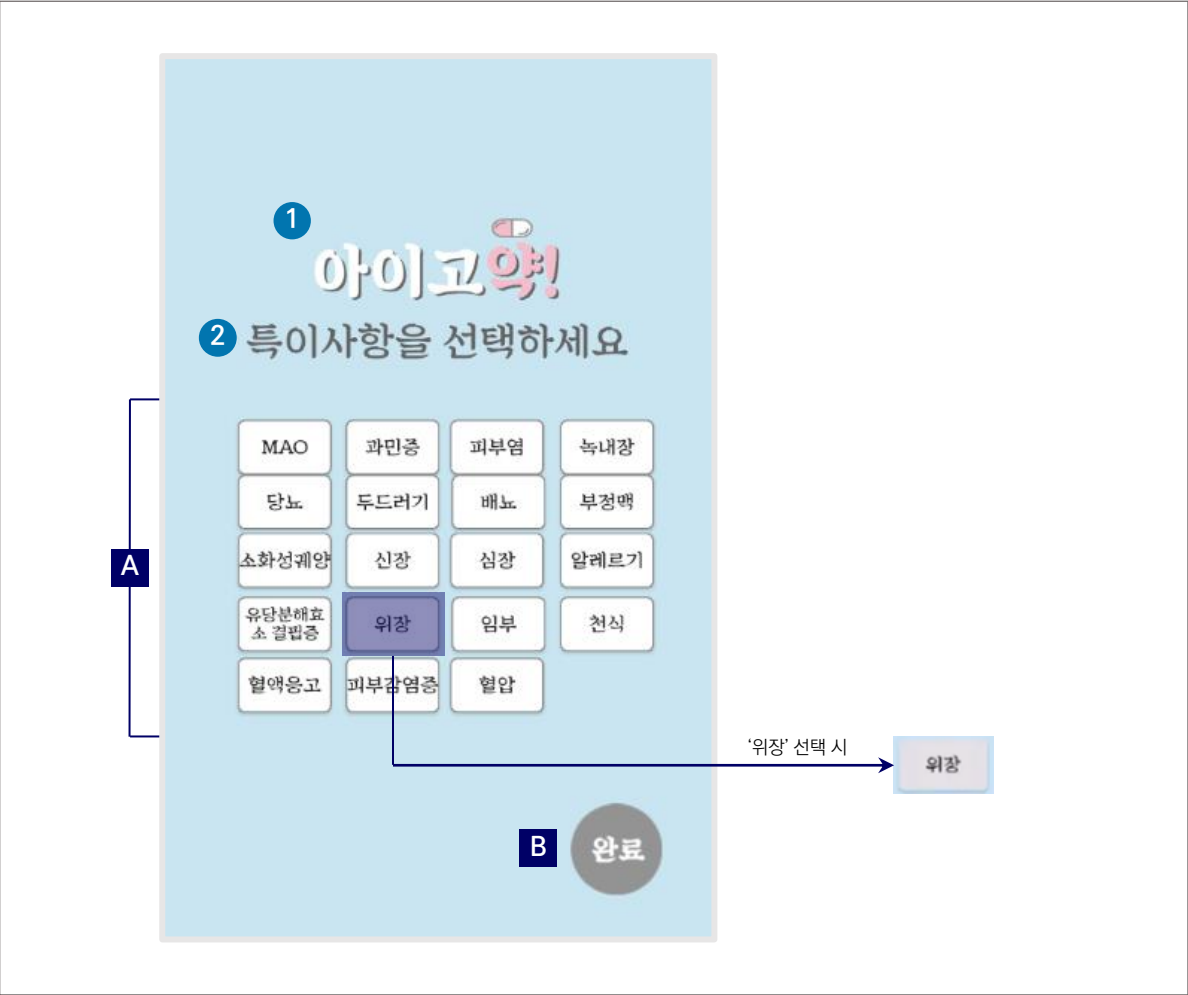 1
아이고약!
2 특이사항을 선택하세요
MAO 과민증 피부염 녹내장
당뇨 두드러기 배뇨 부정맥
A
소화성궤양 신장 심장 알레르기
유당분해효
소 결핍증
위장 임부 천식
혈액응고 피부감염증 혈압
‘위장’ 선택 시
위장
B 완료